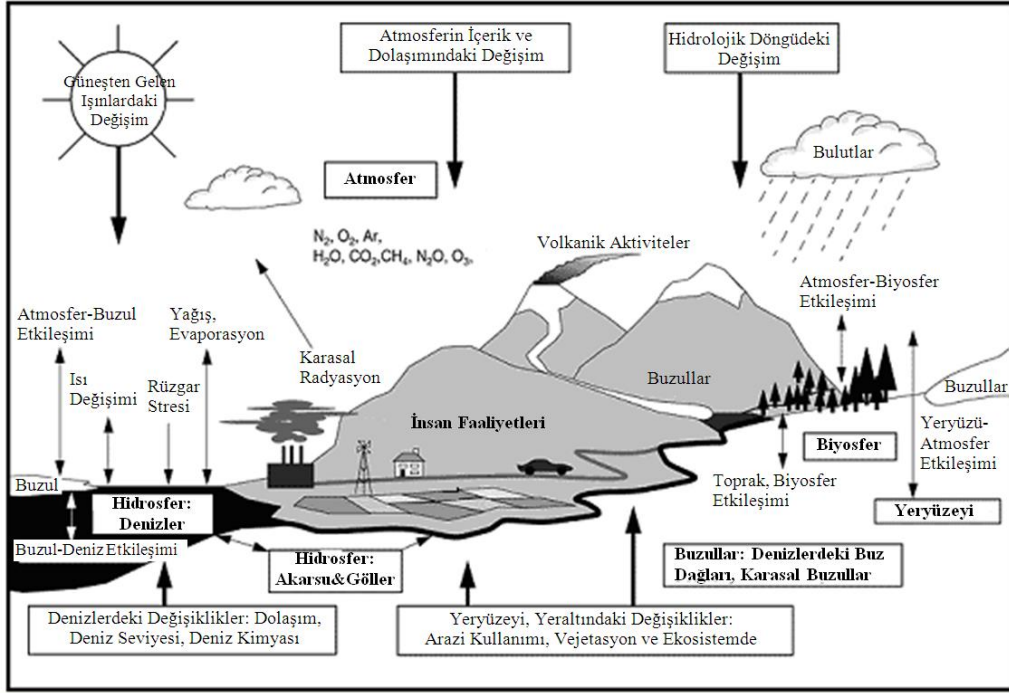 Atmosferin İçerik ve
Dolaşımındaki Değişim
Hidrolojik Döngüdeki
Değişim
Güneşten Gelen
Işınlardaki
Değişim
Bulutlar
Atmosfer
N₂, O₂, Ar,
H₂O, CO₂,CH₄, N₂O, O₃,
Volkanik Aktiviteler
Atmosfer-Biyosfer
Etkileşimi
Atmosfer-Buzul
Etkileşimi
Yağış,
Evaporasyon
Karasal
Radyasyon
Isı
Değişimi
Rüzgar
Stresi
Buzullar
Buzullar
İnsan Faaliyetleri
Biyosfer
Yeryüzü-
Atmosfer
Etkileşimi
Toprak, Biyosfer
Etkileşimi
Buzul
Hidrosfer:
Denizler
Yeryüzeyi
Buzul-Deniz Etkileşimi
Hidrosfer:
Akarsu&Göller
Buzullar: Denizlerdeki Buz
Dağları, Karasal Buzullar
Denizlerdeki Değişiklikler: Dolaşım,
Deniz Seviyesi, Deniz Kimyası
Yeryüzeyi, Yeraltındaki Değişiklikler:
Arazi Kullanımı, Vejetasyon ve Ekosistemde